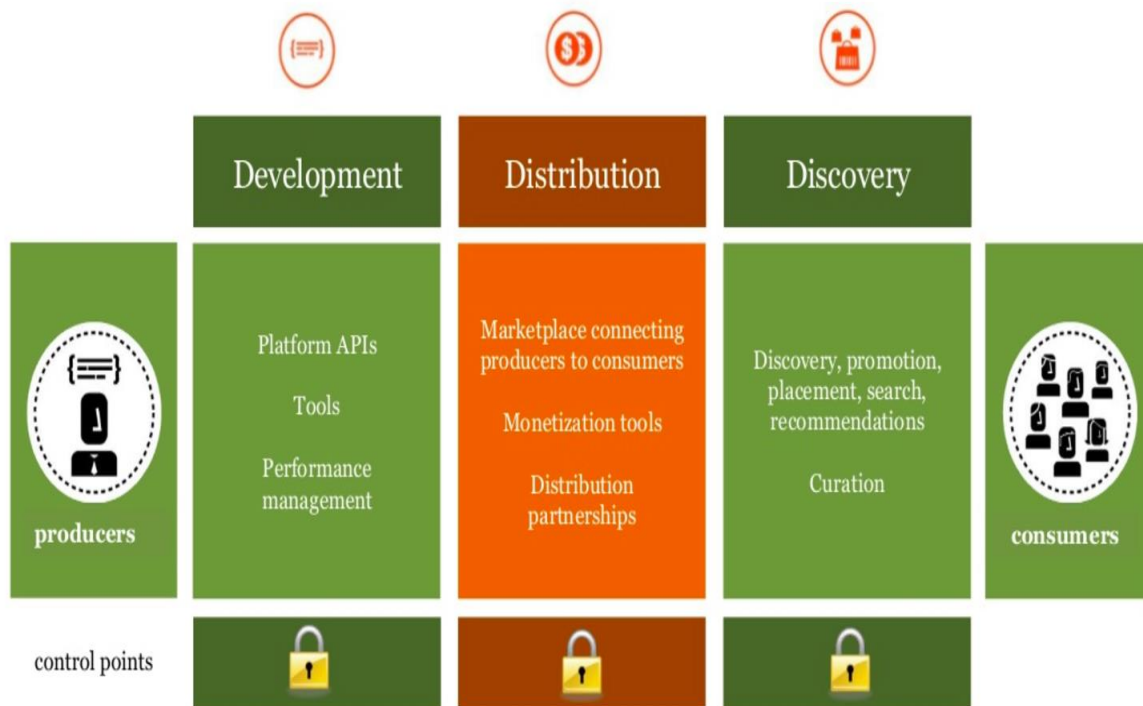 Development
Distribution
Discovery
producers
Platform APIs
Tools
Performance
management
Marketplace connecting
producers to consumers
Monetization tools
Distribution
partnerships
Discovery, promotion,
placement, search,
recommendations
Curation
consumers
control points